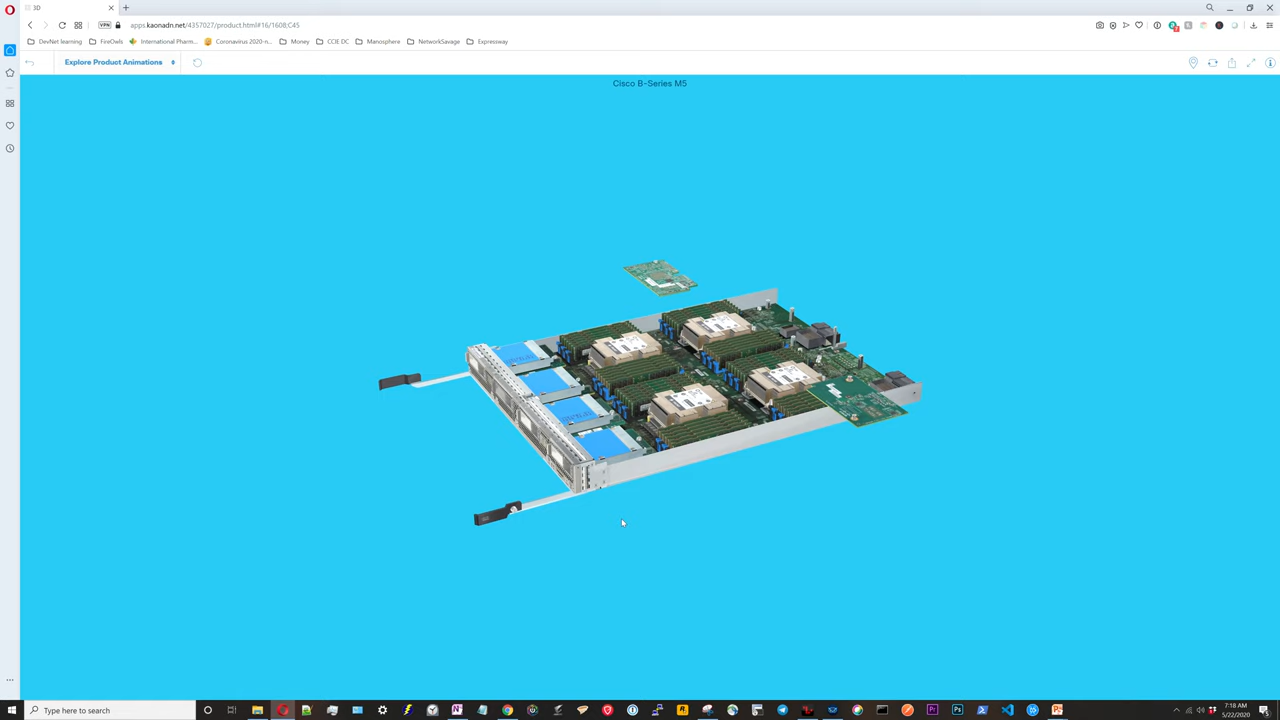 3D
VPN
apps.kaonadn.net/4357027/product.html#16/1608;C45
DevNet learning
FireOwls
International Pharm...
Coronavirus 2020-n...
Money
CCIE DC
Manosphere
NetworkSavage
Expressway
Explore Product Animations
Cisco B-Series M5
Type here to search
7:18 AM
5/22/2020